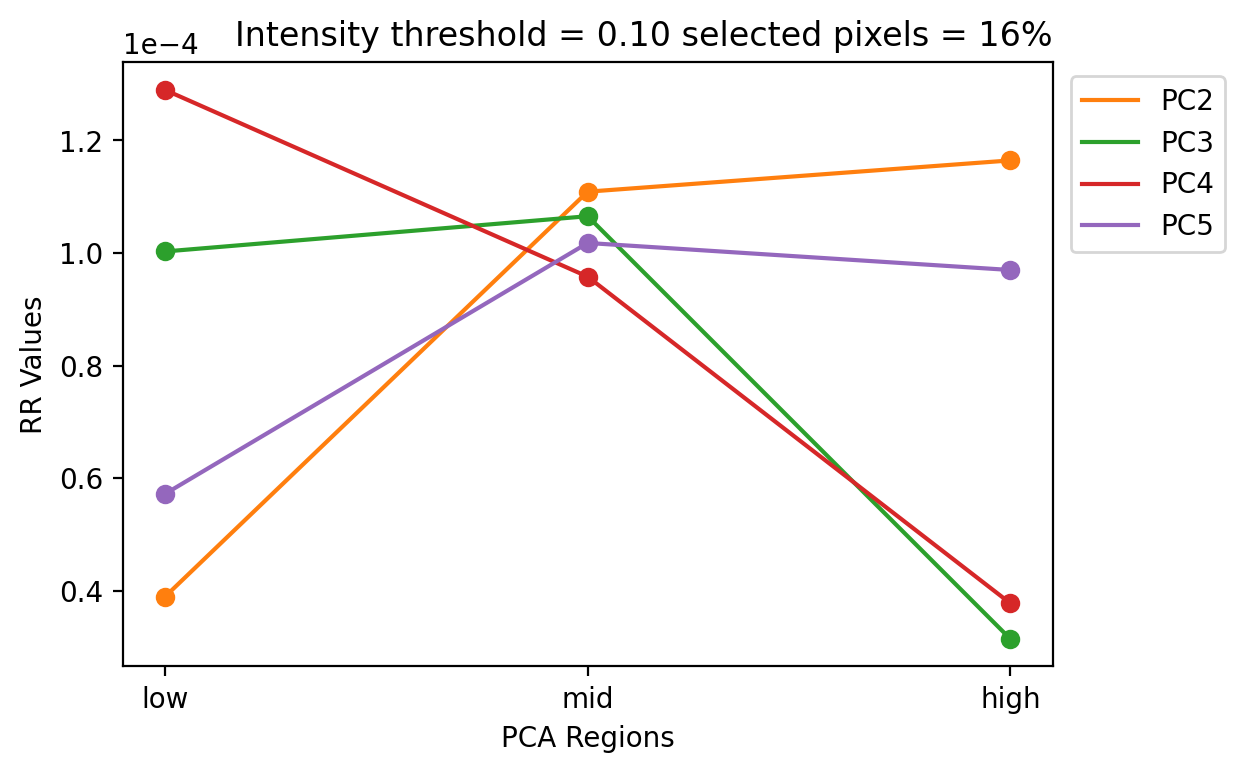 1e−4
Intensity threshold = 0.10 selected pixels = 16%
RR Values
1.2
1.0
0.8
0.6
0.4
low
mid
high
PCA Regions
PC2
PC3
PC4
PC5